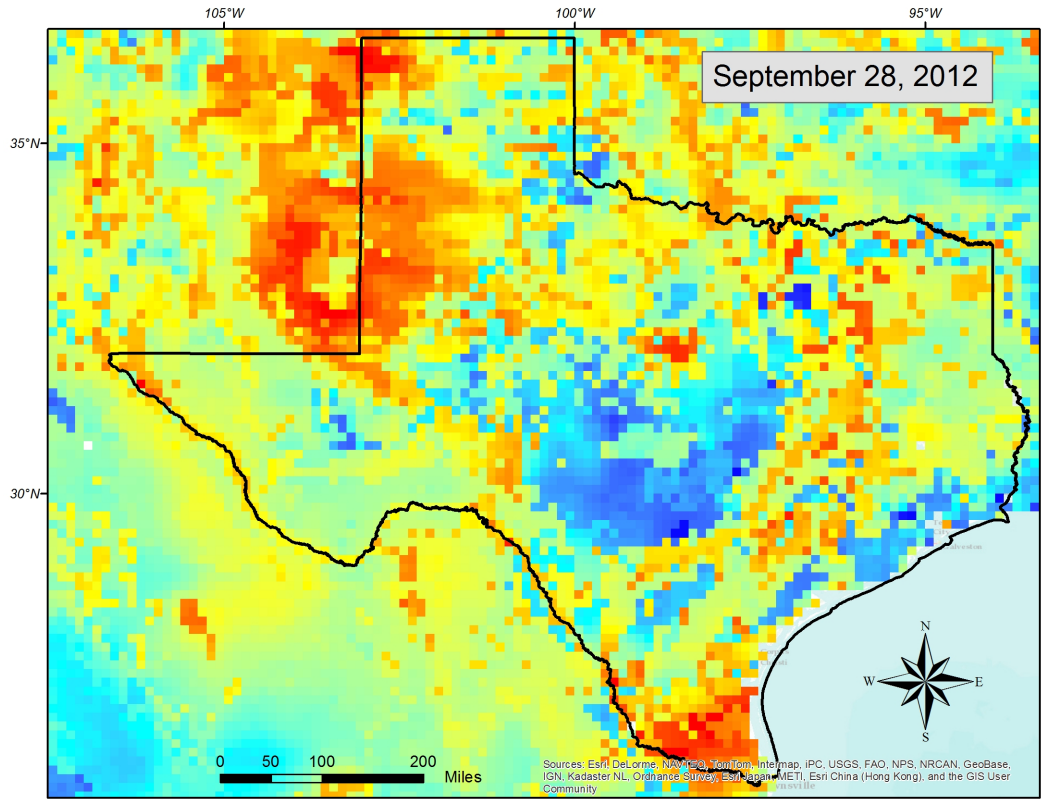 105°W 100°W 95°W
September 28, 2012
35°N
30°N
N
W E
S
0 50 100 200
Miles
Sources: Esri, DeLorme, NAVTEQ, TomTom, Intermap, iPC, USGS, FAO, NPS, NRCAN, GeoBase,
IGN, Kadaster NL, Ordnance Survey, Esri Japan, METI, Esri China (Hong Kong), and the GIS User
Community